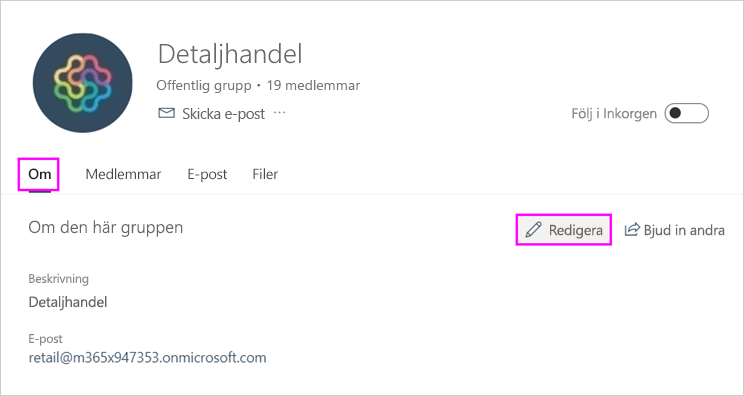 Detaljhandel
Offentlig grupp • 19 medlemmar
Skicka e-post ···
Följ i Inkorgen
Om Medlemmar E-post Filer
Om den här gruppen Redigera Bjud in andra
Beskrivning
Detaljhandel
E-post
retail@m365x947353.onmicrosoft.com